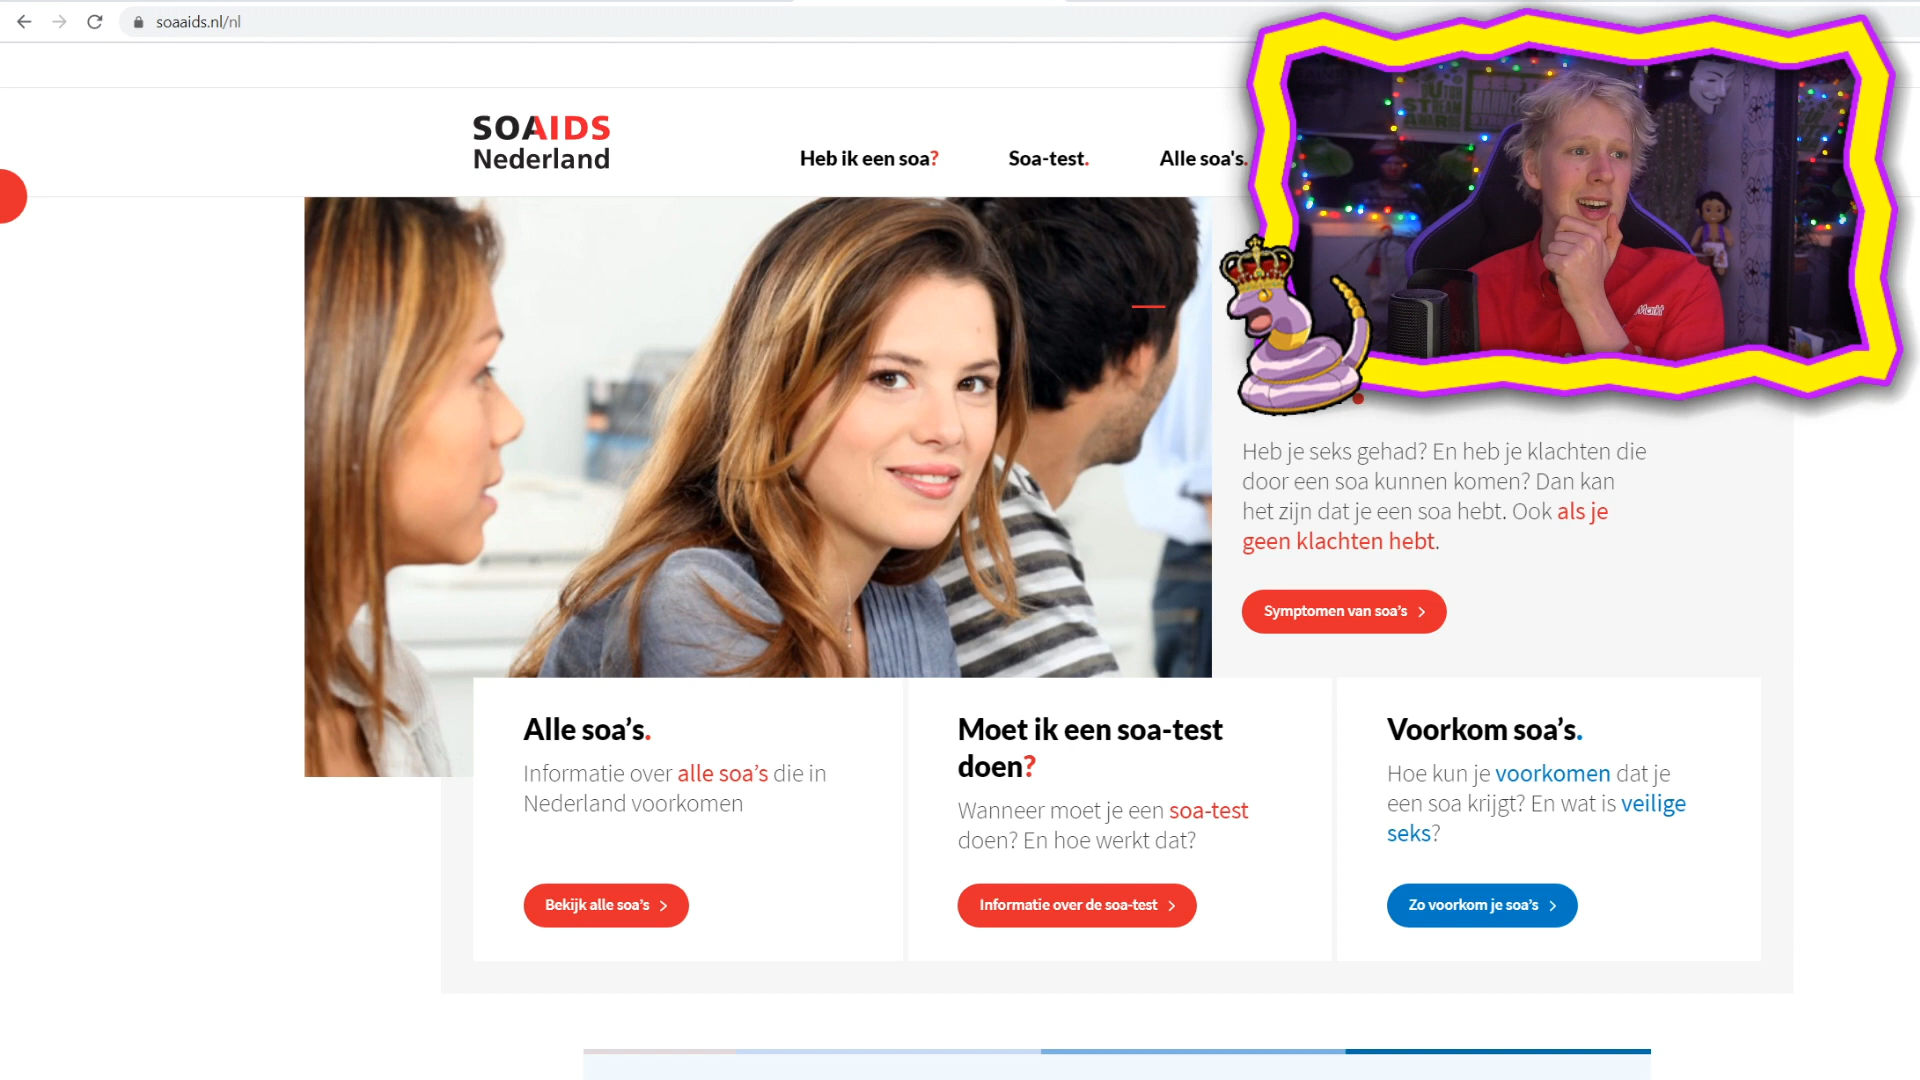 soaaids.nl/nl
SOAAIDS
Nederland
Heb ik een soa?
Soa-test.
Alle soa's.
Markt
Heb je seks gehad? En heb je klachten die
door een soa kunnen komen? Dan kan
het zijn dat je een soa hebt. Ook als je
geen klachten hebt.
Symptomen van soa's
Alle soa's.
Informatie over alle soa's die in
Nederland voorkomen
Bekijk alle soa's
Moet ik een soa-test
doen?
Wanneer moet je een soa-test
doen? En hoe werkt dat?
Informatie over de soa-test
Voorkom soa's.
Hoe kun je voorkomen dat je
een soa krijgt? En wat is veilige
seks?
Zo voorkom je soa's